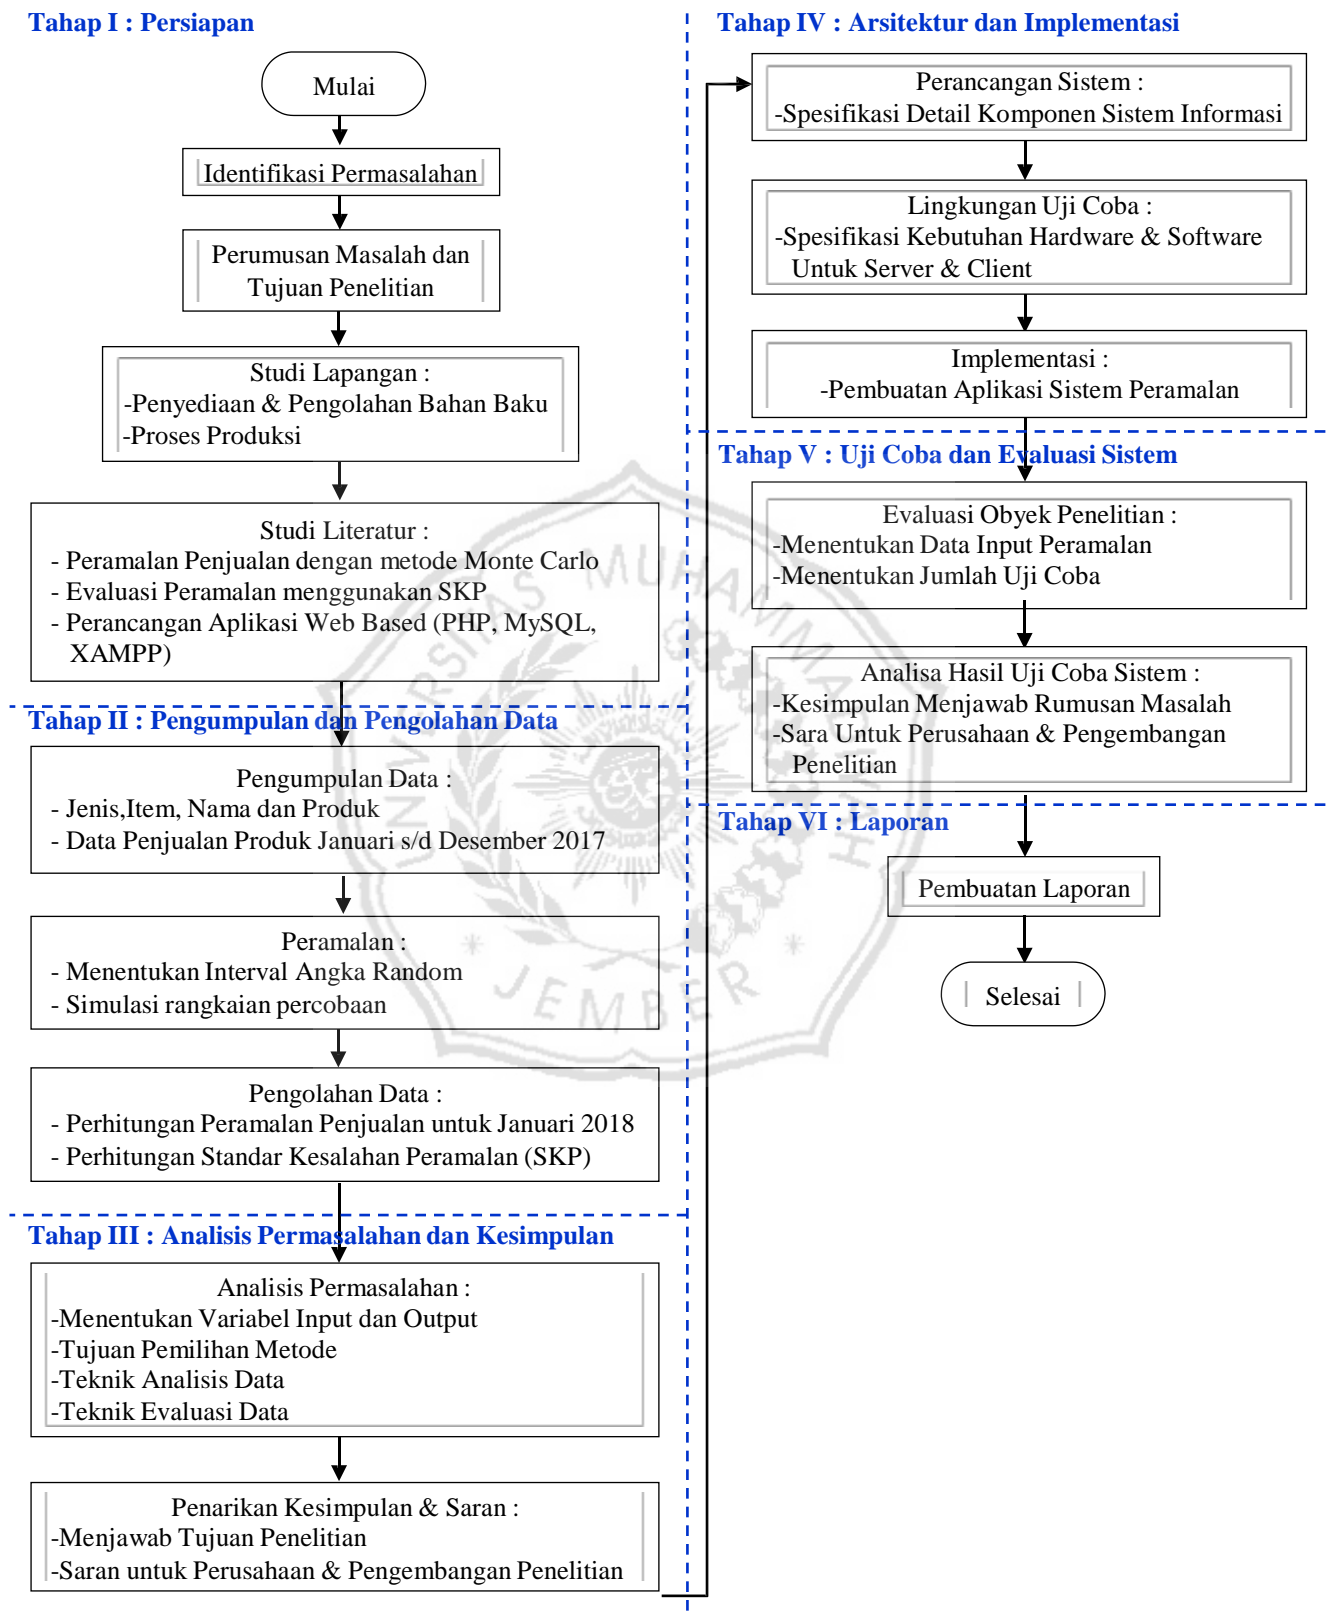 Tahap I : Persiapan
Mulai
Identifikasi Permasalahan
Perumusan Masalah dan
Tujuan Penelitian
Studi Lapangan :
-Penyediaan & Pengolahan Bahan Baku
-Proses Produksi
Studi Literatur :
- Peramalan Penjualan dengan metode Monte Carlo
- Evaluasi Peramalan menggunakan SKP
- Perancangan Aplikasi Web Based (PHP, MySQL,
XAMPP)
Tahap II : Pengumpulan dan Pengolahan Data
Pengumpulan Data :
- Jenis,Item, Nama dan Produk
- Data Penjualan Produk Januari s/d Desember 2017
Peramalan :
- Menentukan Interval Angka Random
- Simulasi rangkaian percobaan
Pengolahan Data :
- Perhitungan Peramalan Penjualan untuk Januari 2018
- Perhitungan Standar Kesalahan Peramalan (SKP)
Tahap III : Analisis Permasalahan dan Kesimpulan
Analisis Permasalahan :
-Menentukan Variabel Input dan Output
-Tujuan Pemilihan Metode
-Teknik Analisis Data
-Teknik Evaluasi Data
Penarikan Kesimpulan & Saran :
-Menjawab Tujuan Penelitian
-Saran untuk Perusahaan & Pengembangan Penelitian
Tahap IV : Arsitektur dan Implementasi
Perancangan Sistem :
-Spesifikasi Detail Komponen Sistem Informasi
Lingkungan Uji Coba :
-Spesifikasi Kebutuhan Hardware & Software
Untuk Server & Client
Implementasi :
-Pembuatan Aplikasi Sistem Peramalan
Tahap V : Uji Coba dan Evaluasi Sistem
Evaluasi Obyek Penelitian :
-Menentukan Data Input Peramalan
-Menentukan Jumlah Uji Coba
Analisa Hasil Uji Coba Sistem :
-Kesimpulan Menjawab Rumusan Masalah
-Sara Untuk Perusahaan & Pengembangan
Penelitian
Tahap VI : Laporan
Pembuatan Laporan
Selesai
UNIVERSITAS MUHAMMADIYAH
JEMBER